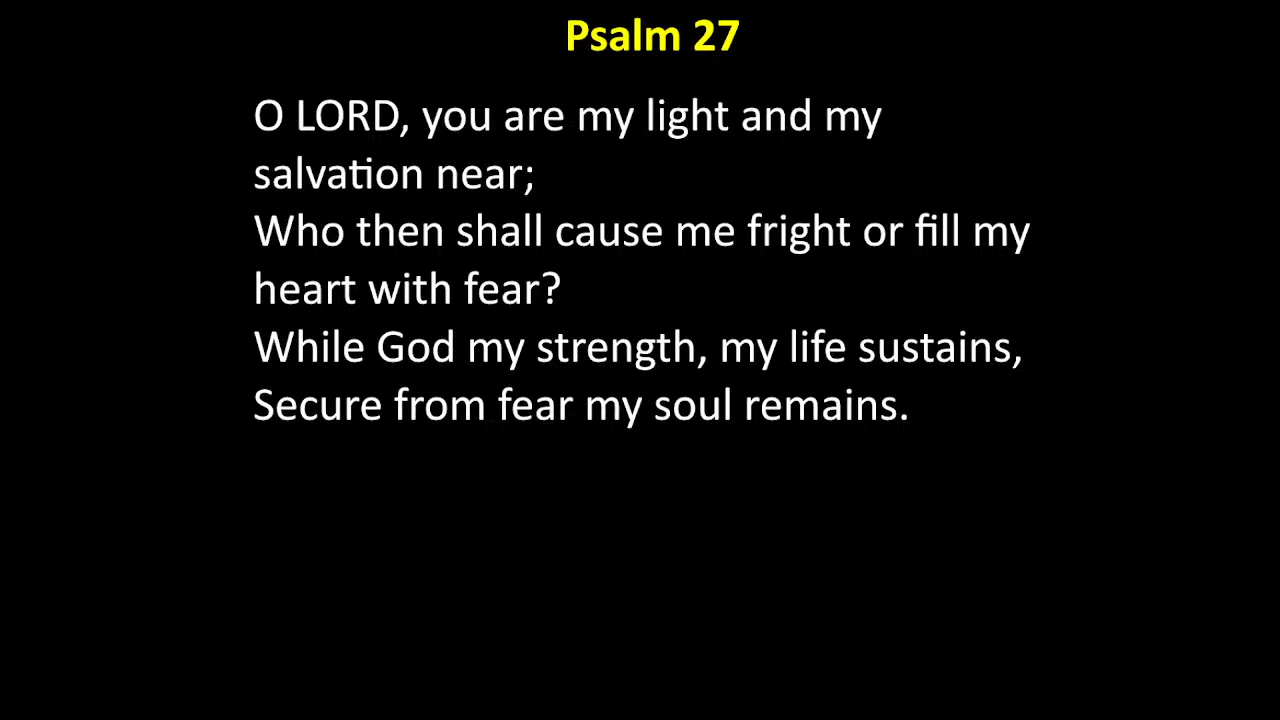 Psalm 27
O LORD, you are my light and my
salvation near;
Who then shall cause me fright or fill my
heart with fear?
While God my strength, my life sustains,
Secure from fear my soul remains.